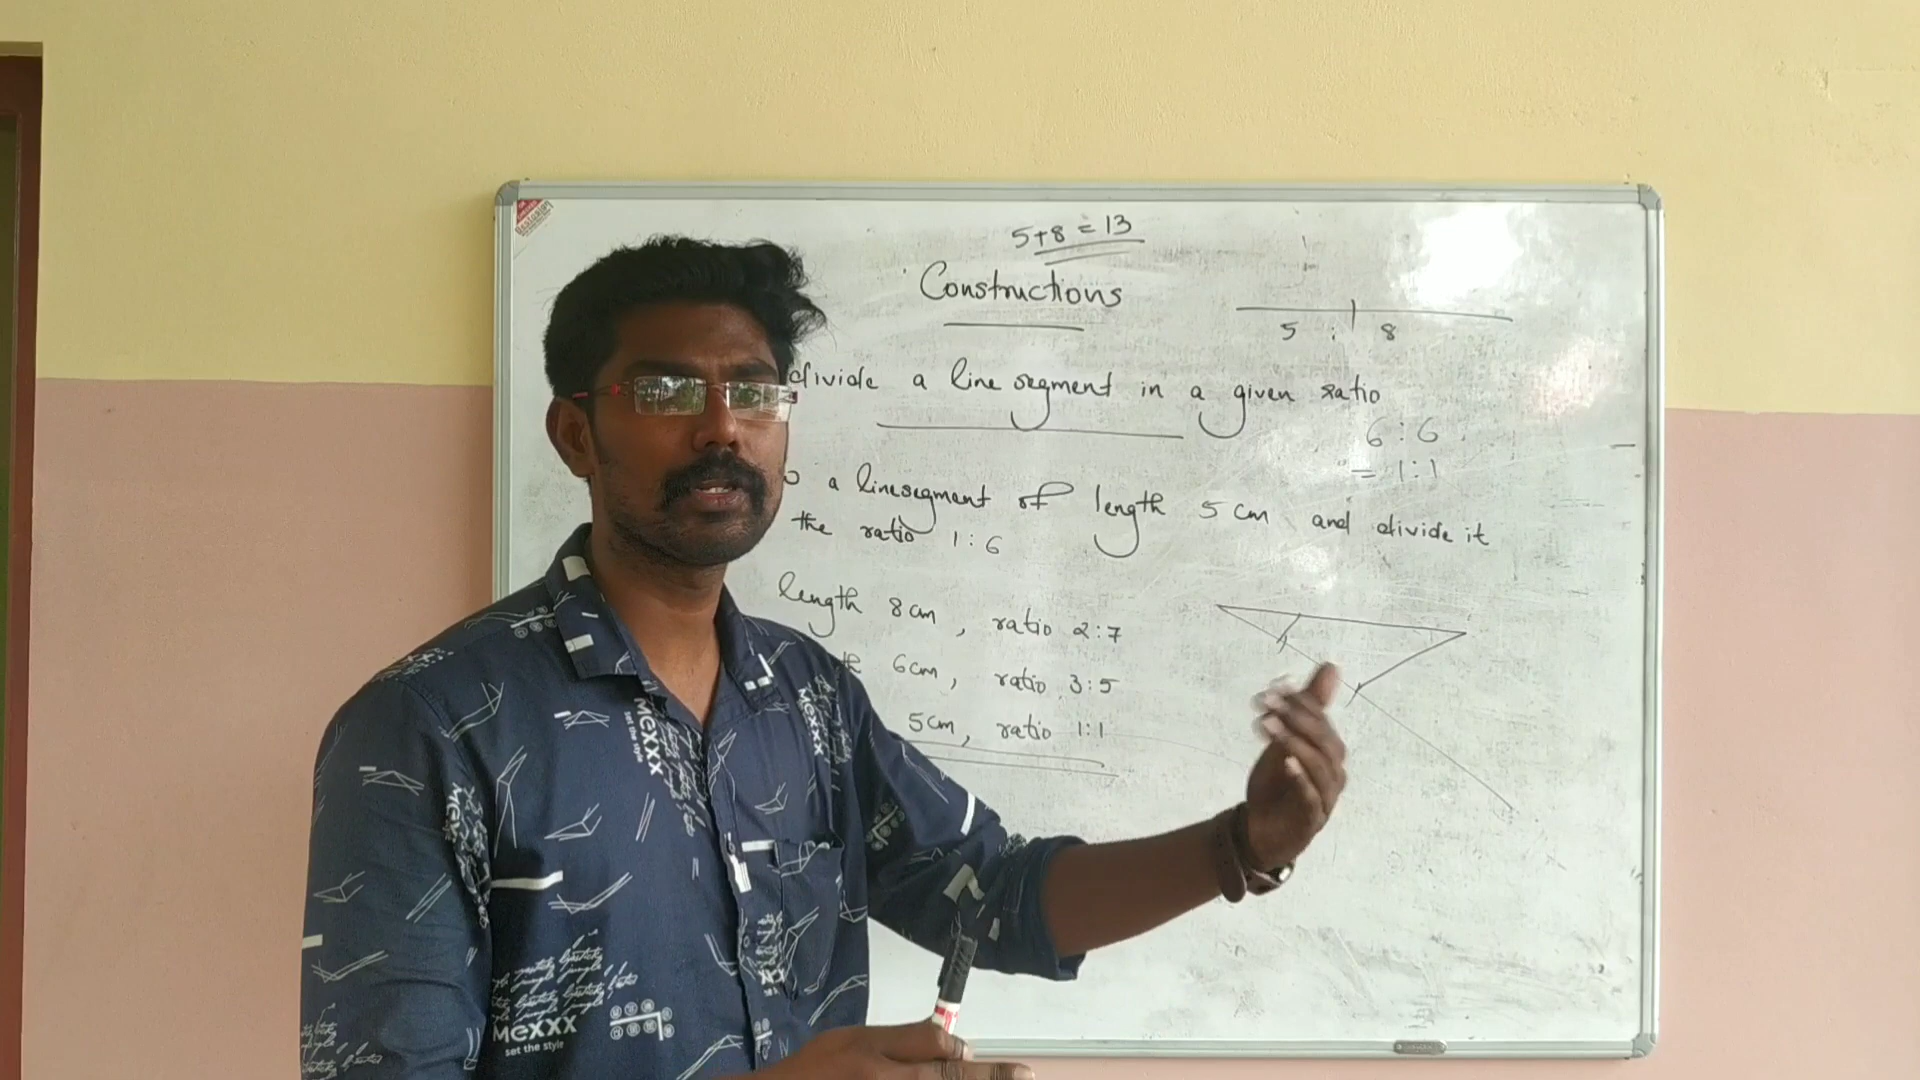 5+8 = 13
Constructions
5 : 8
divide a line segment in a given ratio
6 : 6
= 1:1
a linesegment of length 5 cm and divide it
the ratio 1 : 6
length 8 cm , ratio 2:7
6cm , ratio 3:5
5cm, ratio 1:1
Mexxx
set the style
Mexxx
Mexxx
set the style